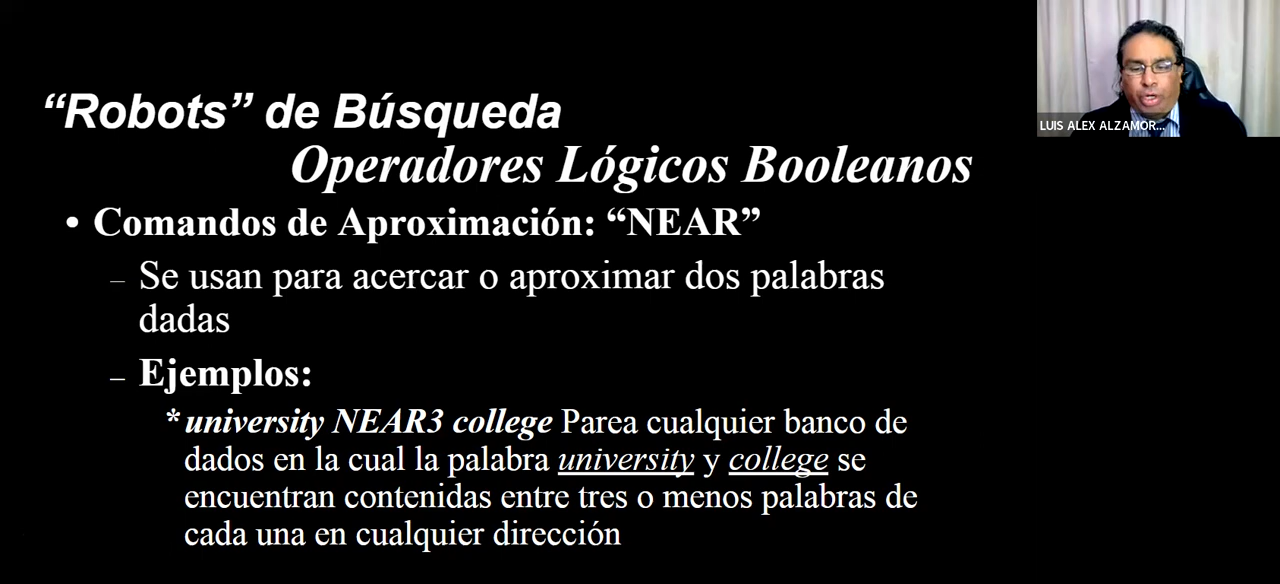 “Robots” de Búsqueda
Operadores Lógicos Booleanos
• Comandos de Aproximación: “NEAR”
– Se usan para acercar o aproximar dos palabras
dadas
– Ejemplos:
* university NEAR3 college Parea cualquier banco de
dados en la cual la palabra university y college se
encuentran contenidas entre tres o menos palabras de
cada una en cualquier dirección
LUIS ALEX ALZAMOR...